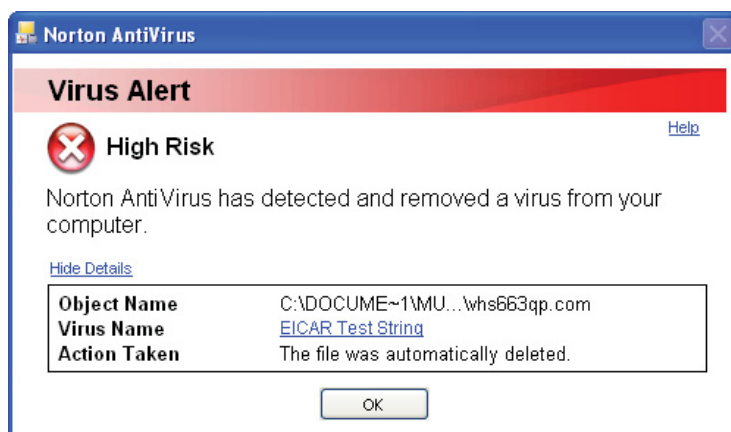 Norton AntiVirus
Virus Alert
Help
High Risk
Norton AntiVirus has detected and removed a virus from your
computer.
Hide Details
Object Name C:\DOCUME~1\MU...\whs663qp.com
Virus Name EICAR Test String
Action Taken The file was automatically deleted.
OK